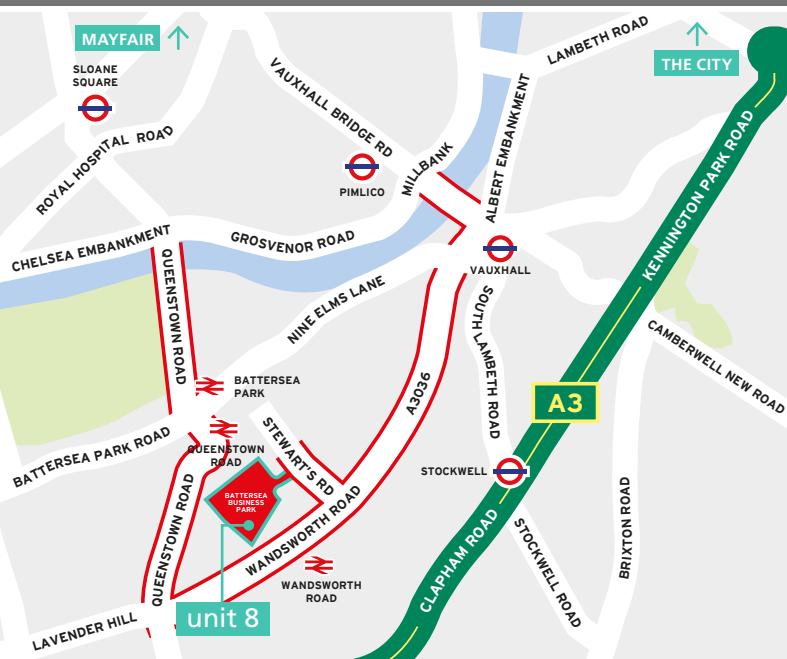 MAYFAIR
SLOANE
SQUARE
ROYAL HOSPITAL ROAD
VAUXHALL BRIDGE RD
PIMLICO
MILLBANK
LAMBETH ROAD
THE CITY
ALBERT EMBANKMENT
KENNINGTON PARK ROAD
CHELSEA EMBANKMENT
GROSVENOR ROAD
VAUXHALL
QUEENSTOWN ROAD
NINE ELMS LANE
SOUTH LAMBETH ROAD
CAMBERWELL NEW ROAD
BATTERSEA
PARK
A3036
A3
BATTERSEA PARK ROAD
QUEENSTOWN
ROAD
STEWART'S RD
STOCKWELL
BATTERSEA
BUSINESS
PARK
QUEENSTOWN ROAD
WANDSWORTH ROAD
WANDSWORTH
ROAD
CLAPHAM ROAD
STOCKWELL ROAD
BRIXTON ROAD
unit 8
LAVENDER HILL